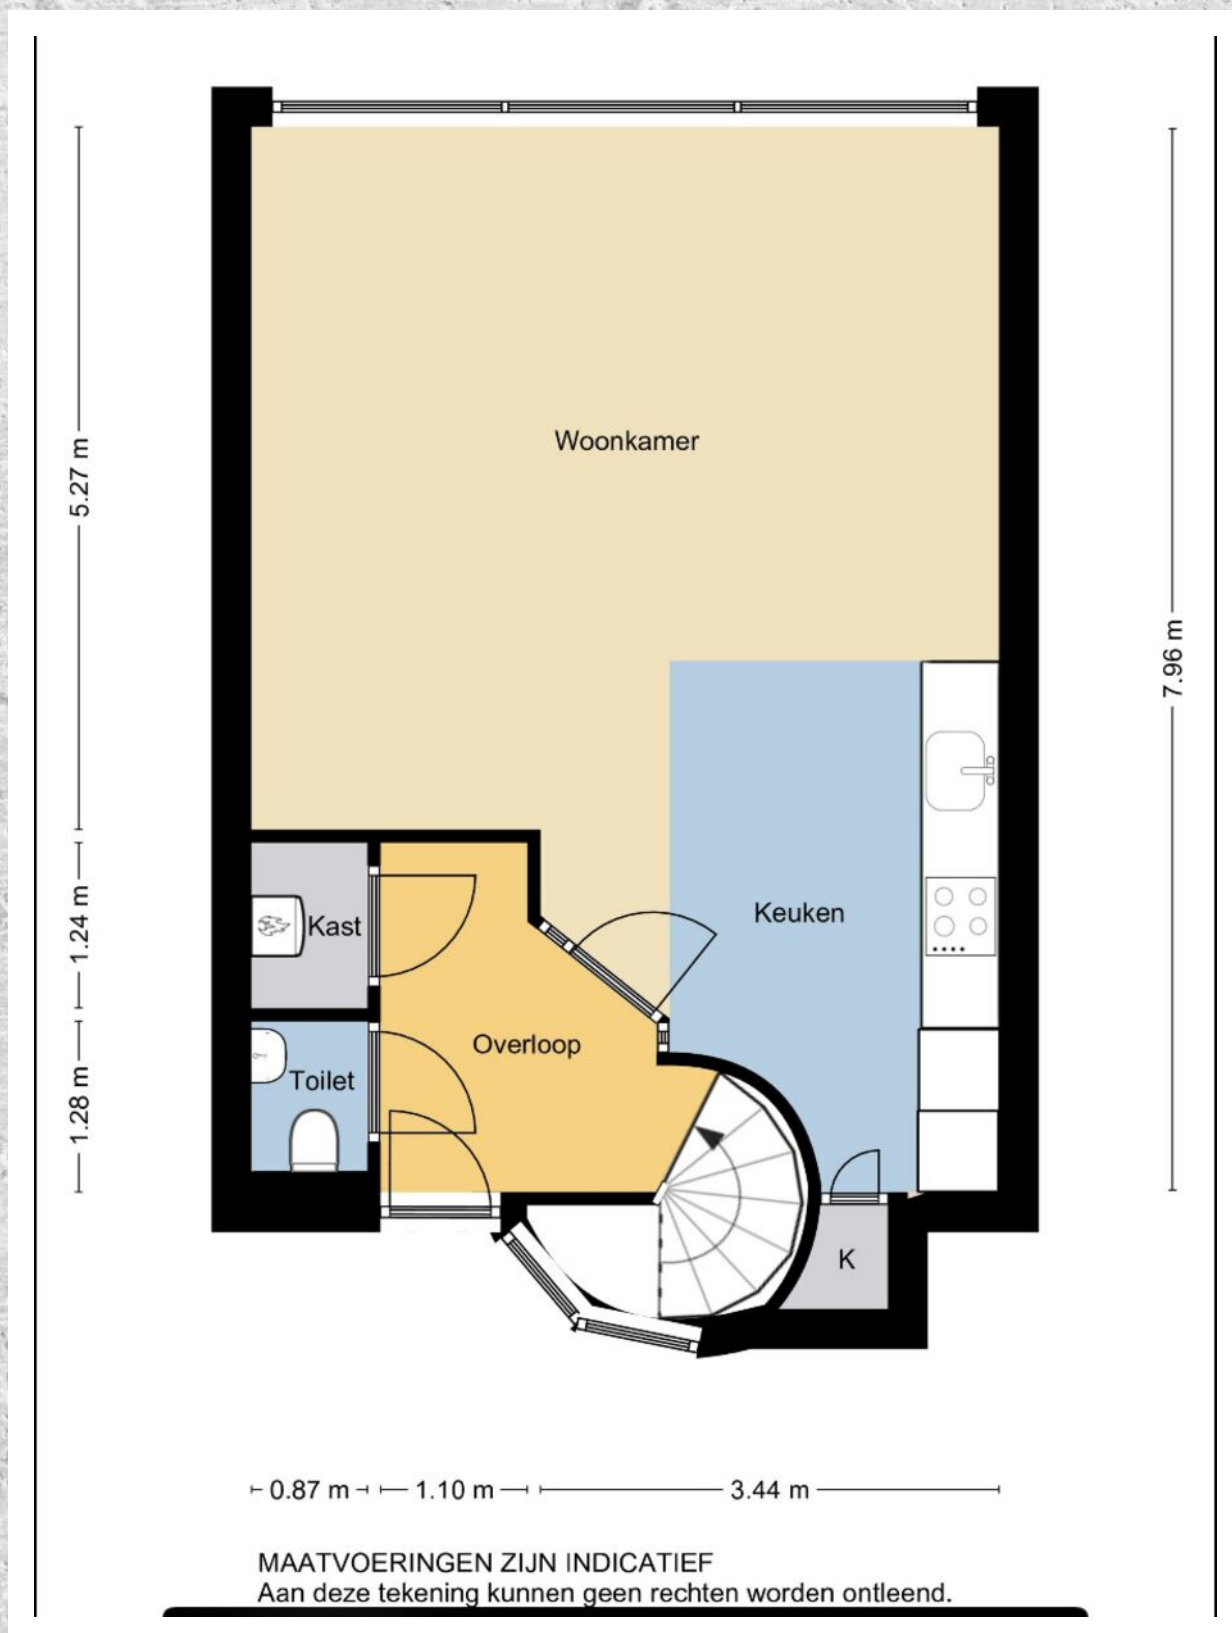 Woonkamer
5.27 m
7.96 m
Keuken
Kast
1.24 m
Overloop
Toilet
1.28 m
K
0.87 m
1.10 m
3.44 m
MAATVOERINGEN ZIJN INDICATIEF
Aan deze tekening kunnen geen rechten worden ontleend.